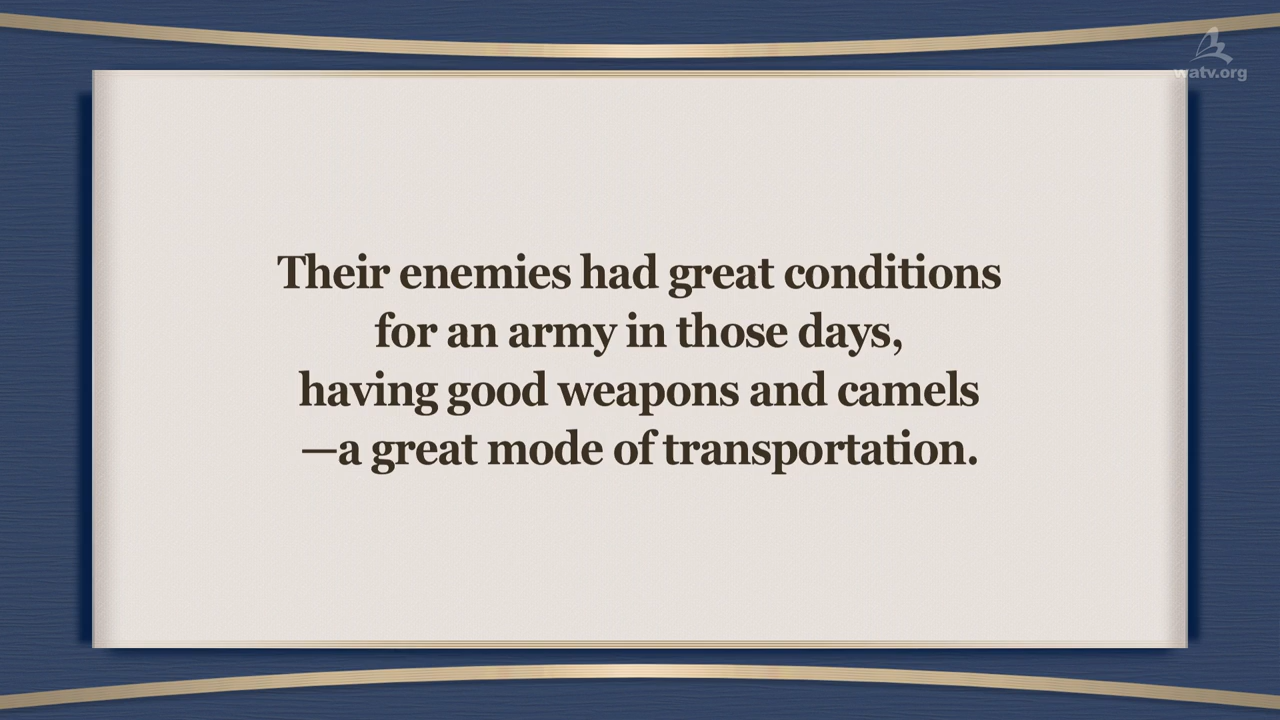 watv.org
Their enemies had great conditions
for an army in those days,
having good weapons and camels
—a great mode of transportation.